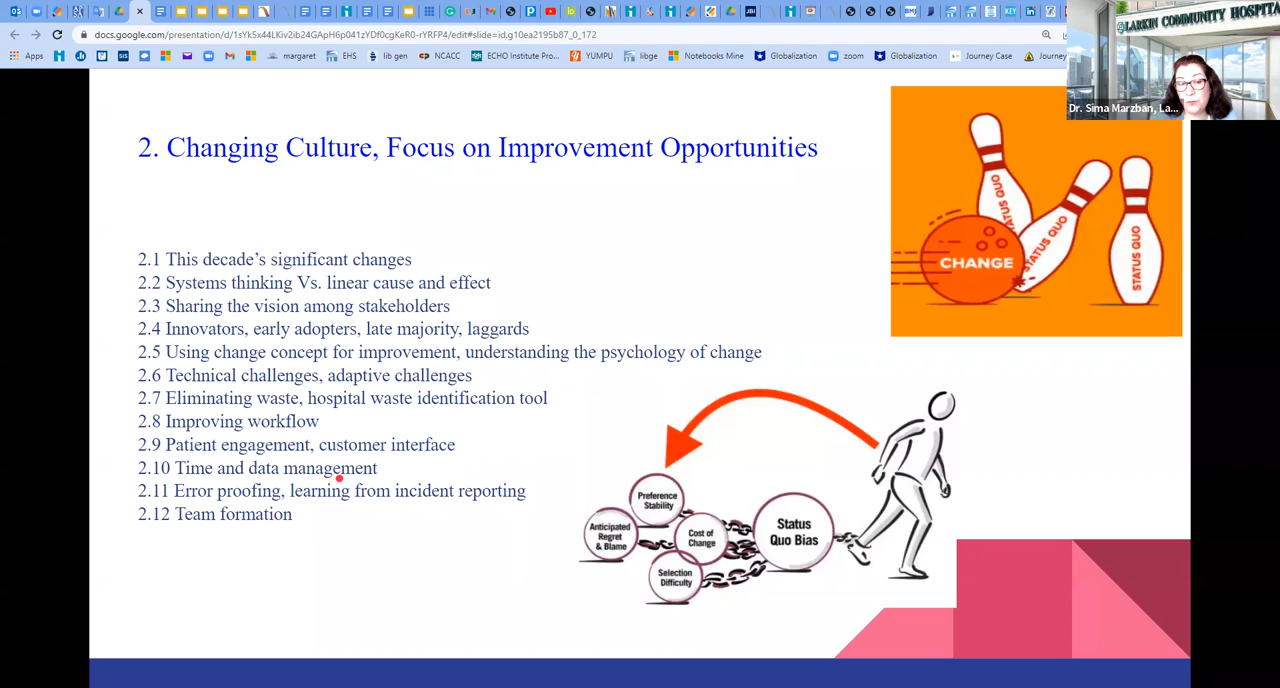 docs.google.com/presentation/d/1sYk5x44LKiv2ib24GApH6p041zYDf0cgKeR0-rYlFFP4/edit#slide=id.g10ea2195b87_0_172
Apps
margaret
EHS
lib gen
NCACC
ECHO Institute Pro...
YUMPU
libge
Notebooks Mine
Globalization
zoom
Globalization
Journey Case
Journey
LARKIN COMMUNITY HOSPITA
Dr. Sima Marzban, La...
2. Changing Culture, Focus on Improvement Opportunities
STATUS QUO
STATUS QUO
STATUS QUO
CHANGE
2.1 This decade's significant changes
2.2 Systems thinking Vs. linear cause and effect
2.3 Sharing the vision among stakeholders
2.4 Innovators, early adopters, late majority, laggards
2.5 Using change concept for improvement, understanding the psychology of change
2.6 Technical challenges, adaptive challenges
2.7 Eliminating waste, hospital waste identification tool
2.8 Improving workflow
2.9 Patient engagement, customer interface
2.10 Time and data management
2.11 Error proofing, learning from incident reporting
2.12 Team formation
Preference
Stability
Anticipated
Regret
& Blame
Cost of
Change
Selection
Difficulty
Status
Quo Bias